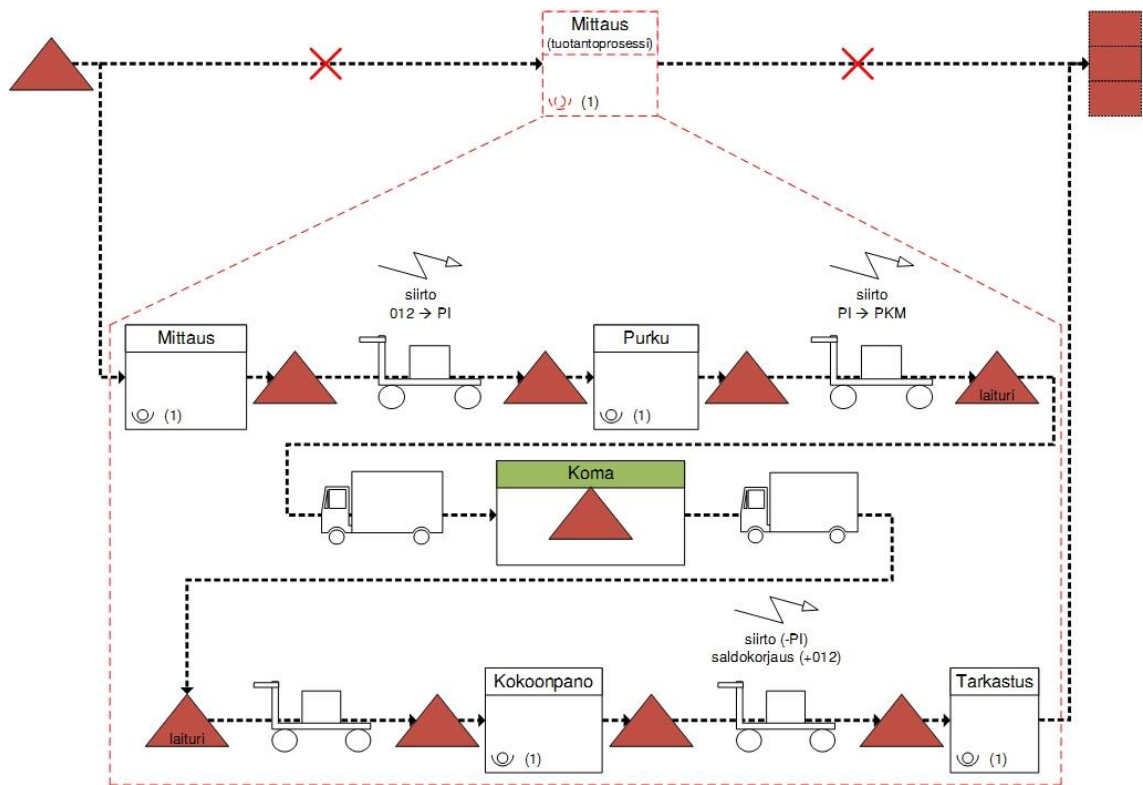 Mittaus
(tuotantoprosessi)
(1)
siirto
012 → PI
siirto
PI → PKM
Mittaus
(1)
Purku
(1)
laituri
Koma
siirto (-PI)
saldokorjaus (+012)
laituri
Kokoonpano
(1)
Tarkastus
(1)